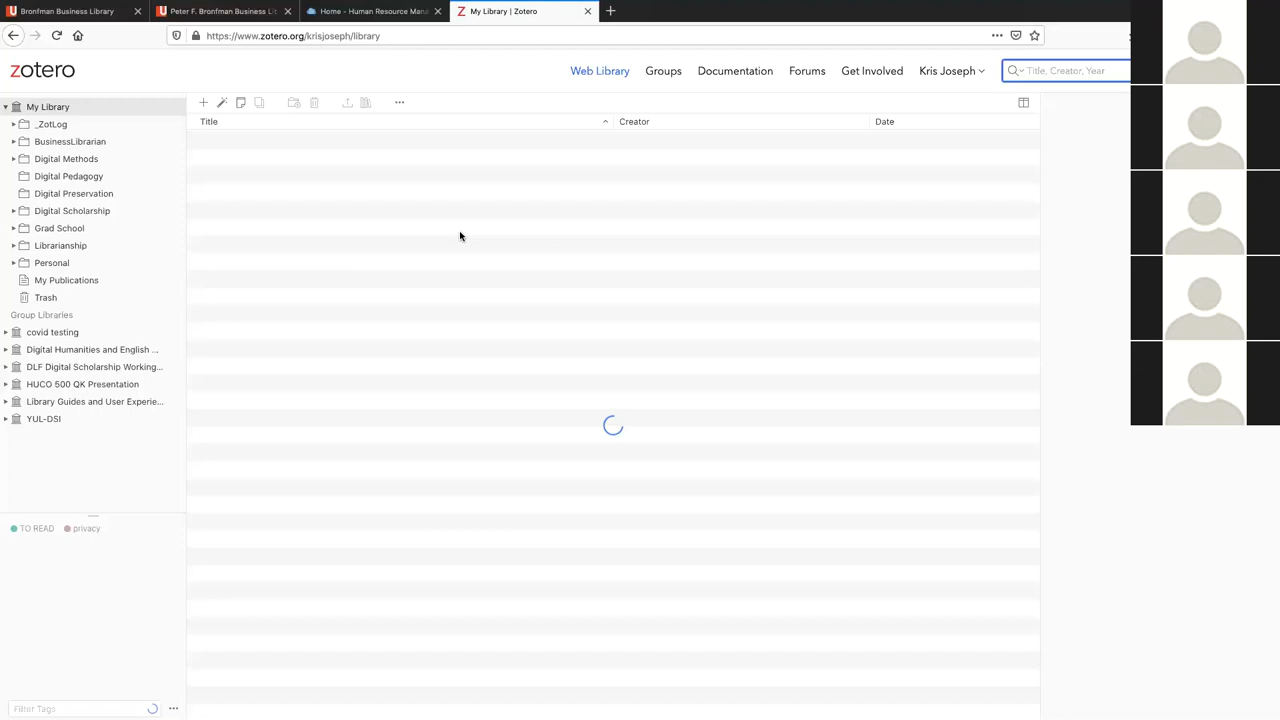 Bronfman Business Library
Peter F. Bronfman Business Lit
Home - Human Resource Mana
My Library | Zotero
https://www.zotero.org/krisjoseph/library
zotero
Web Library
Groups
Documentation
Forums
Get Involved
Kris Joseph
Title, Creator, Year
My Library
_ZotLog
BusinessLibrarian
Digital Methods
Digital Pedagogy
Digital Preservation
Digital Scholarship
Grad School
Librarianship
Personal
My Publications
Trash
Group Libraries
covid testing
Digital Humanities and English ...
DLF Digital Scholarship Working...
HUCO 500 QK Presentation
Library Guides and User Experie...
YUL-DSI
Title
Creator
Date
TO READ
privacy
Filter Tags